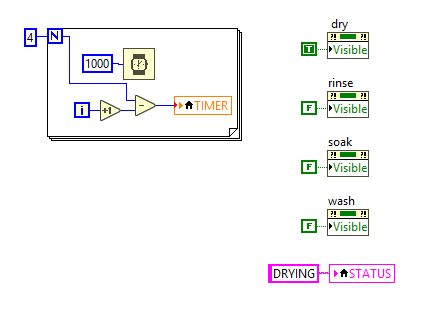 dry
4 N
T ?! ?! Visible
1000
rinse
?! ?! F Visible
i +1 - TIMER
soak
?! ?! F Visible
wash
?! ?! F Visible
DRYING STATUS